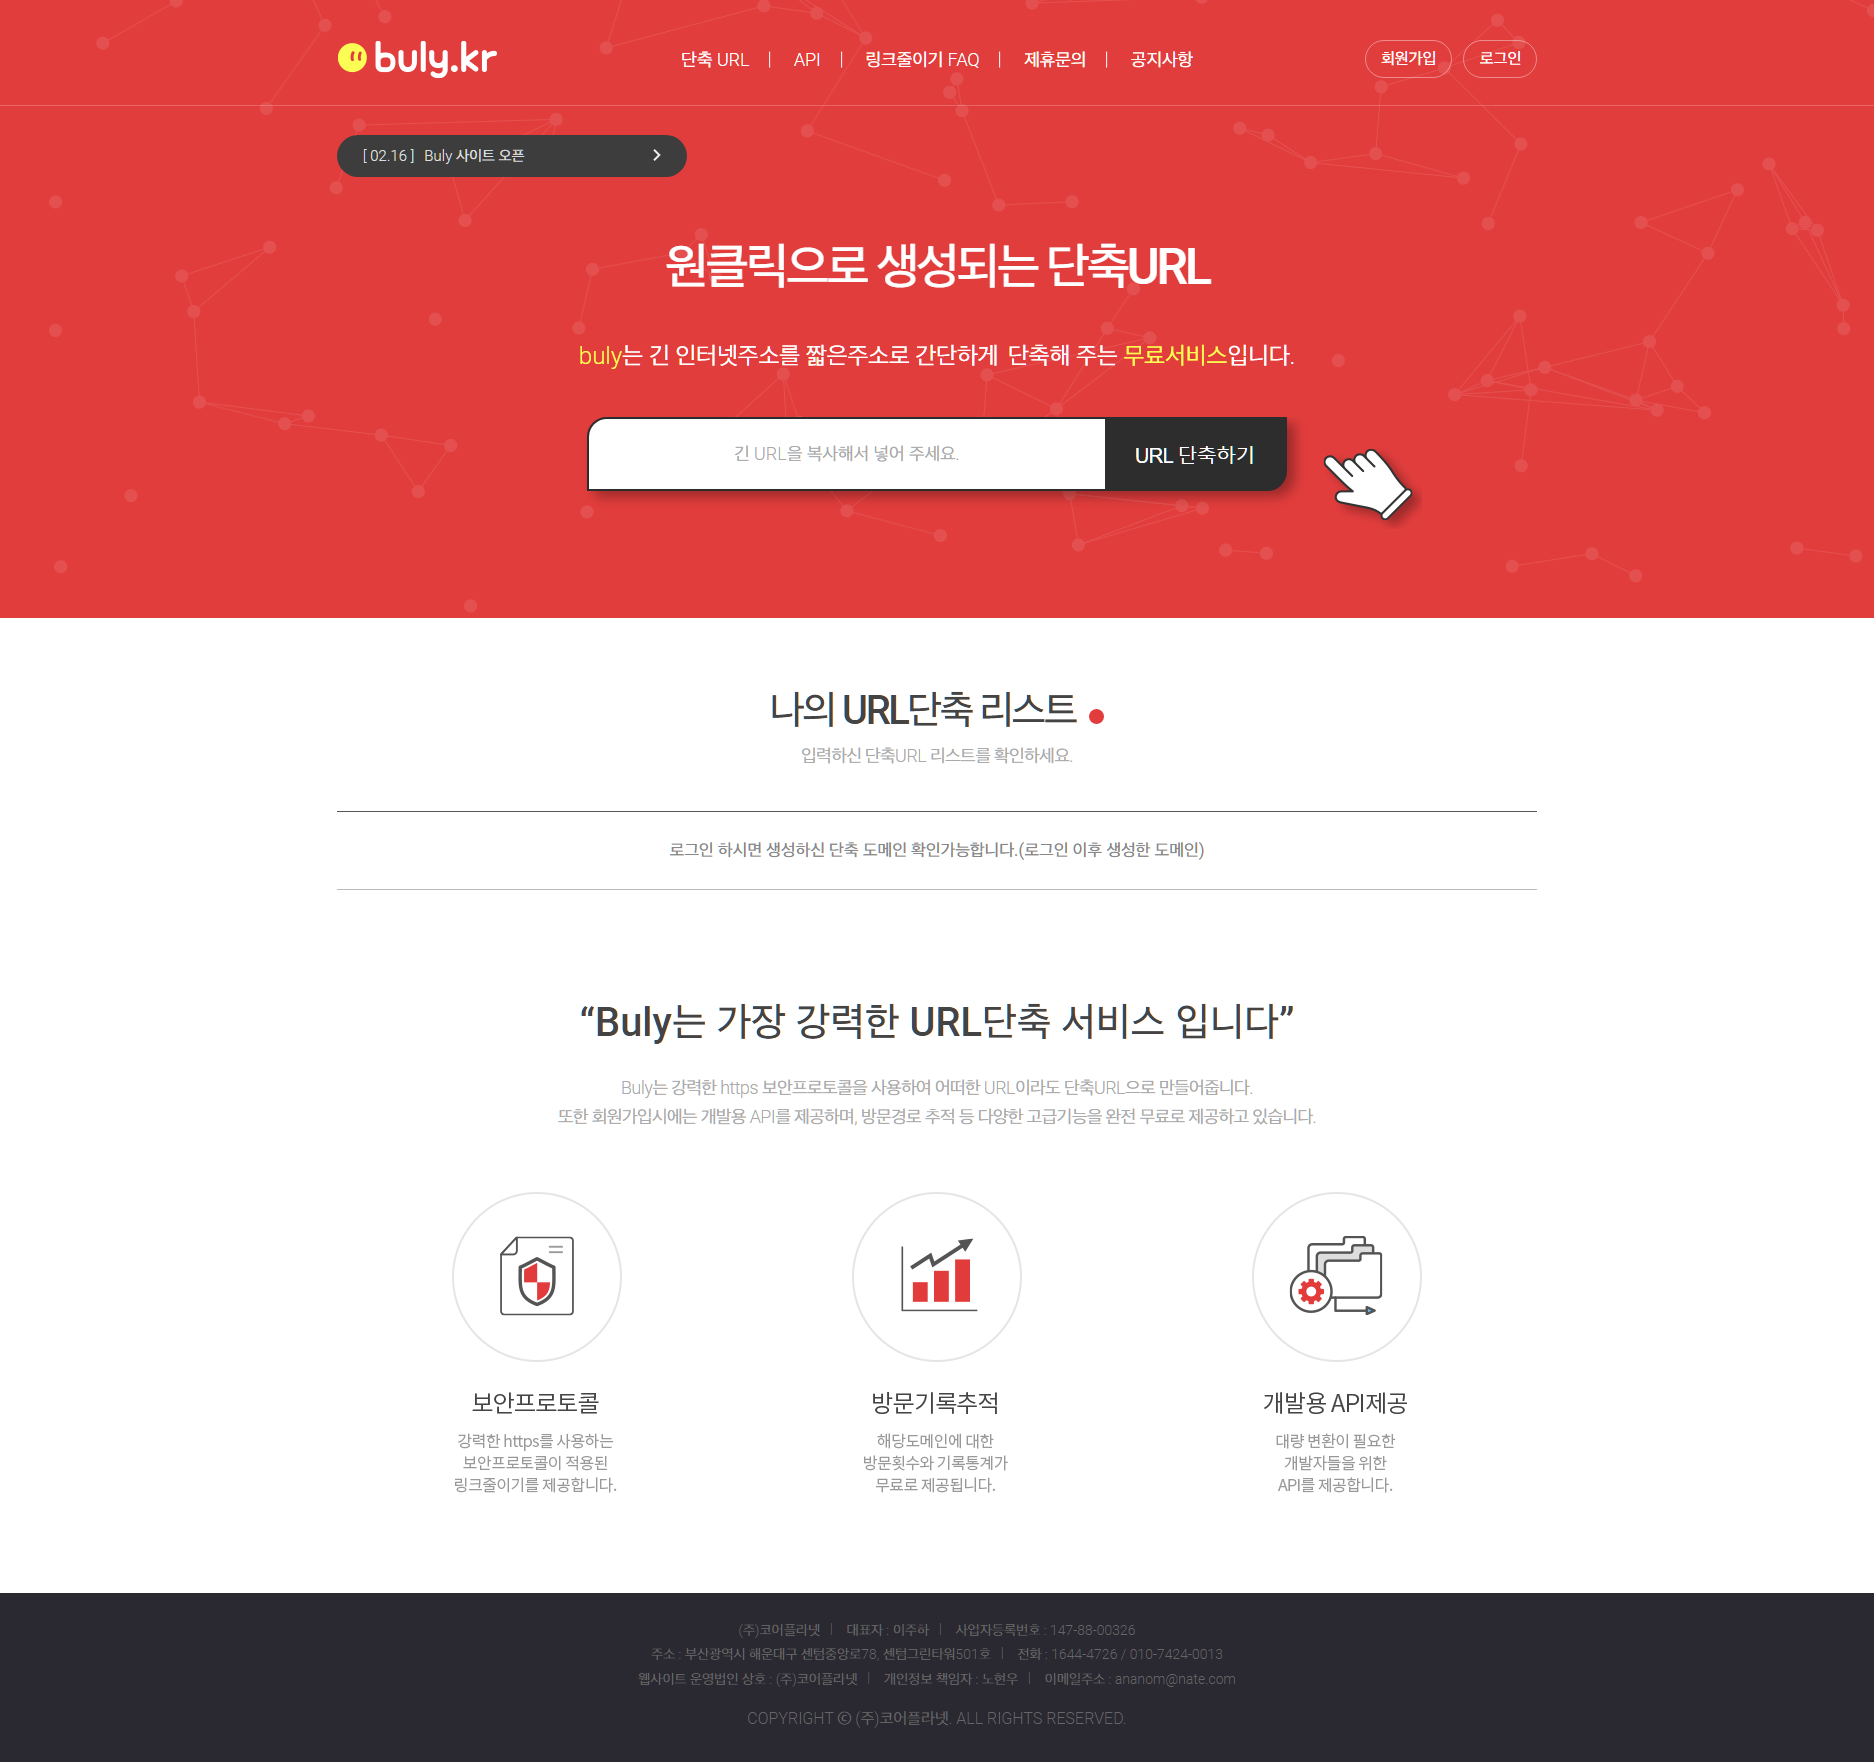 buly.kr
단축 URL | API | 링크줄이기 FAQ | 제휴문의 | 공지사항
회원가입 로그인
[ 02.16 ] Buly 사이트 오픈
원클릭으로 생성되는 단축URL
buly는 긴 인터넷주소를 짧은주소로 간단하게 단축해 주는 무료서비스입니다.
긴 URL을 복사해서 넣어 주세요.
URL 단축하기
나의 URL단축 리스트
입력하신 단축URL 리스트를 확인하세요.
로그인 하시면 생성하신 단축 도메인 확인가능합니다.(로그인 이후 생성한 도메인)
“Buly는 가장 강력한 URL단축 서비스 입니다”
Buly는 강력한 https 보안프로토콜을 사용하여 어떠한 URL이라도 단축URL으로 만들어줍니다.
또한 회원가입시에는 개발용 API를 제공하며, 방문경로 추적 등 다양한 고급기능을 완전 무료로 제공하고 있습니다.
보안프로토콜
강력한 https를 사용하는
보안프로토콜이 적용된
링크줄이기를 제공합니다.
방문기록추적
해당도메인에 대한
방문횟수와 기록통계가
무료로 제공됩니다.
개발용 API제공
대량 변환이 필요한
개발자들을 위한
API를 제공합니다.
(주)코어플라넷 | 대표자 : 이주하 | 사업자등록번호 : 147-88-00326
주소 : 부산광역시 해운대구 센텀중앙로78, 센텀그린타워501호 | 전화 : 1644-4726 / 010-7424-0013
웹사이트 운영법인 상호 : (주)코어플라넷 | 개인정보 책임자 : 노현우 | 이메일주소 : ananom@nate.com
COPYRIGHT © (주)코어플라넷. ALL RIGHTS RESERVED.